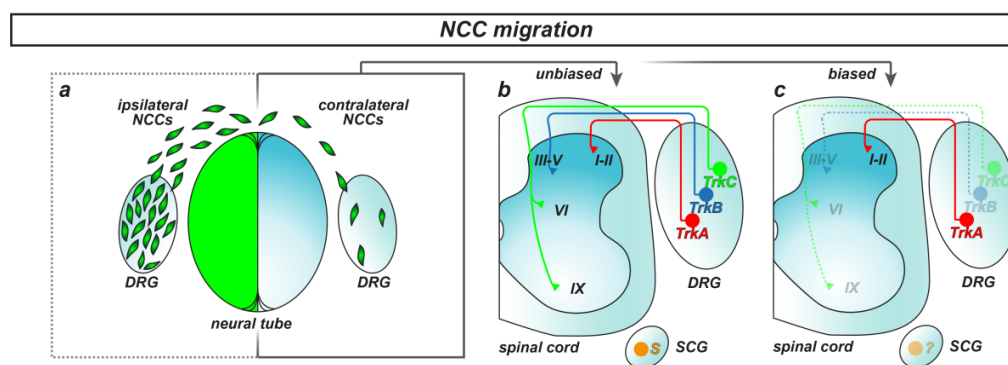 NCC migration
a
ipsilateral
NCCs
contralateral
NCCs
DRG
DRG
neural tube
unbiased
b
III-V
I-II
VI
IX
TrkC
TrkB
TrkA
DRG
spinal cord
S
SCG
biased
c
III-V
I-II
VI
IX
TrkC
TrkB
TrkA
DRG
spinal cord
?
SCG